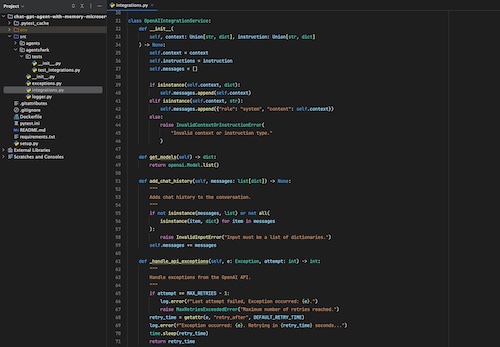 Project
integrations.py
chat-gpt-agent-with-memory-microser
.pytest_cache
env
src
agents
agentsfwrk
tests
__init__.py
test_integrations.py
__init__.py
exceptions.py
integrations.py
logger.py
.gitattributes
.gitignore
Dockerfile
pytest.ini
README.md
requirements.txt
setup.py
External Libraries
Scratches and Consoles
class OpenAIIntegrationService:
def __init__(
self, context: Union[str, dict], instruction: Union[str, dict]
) -> None:
self.context = context
self.instructions = instruction
self.messages = []
if isinstance(context, dict):
self.messages.append(self.context)
elif isinstance(context, str):
self.messages.append({"role": "system", "content": self.context})
else:
raise InvalidContextOrInstructionError(
"Invalid context or instruction type."
)
def get_models(self) -> dict:
return openai.Model.list()
def add_chat_history(self, messages: list[dict]) -> None:
"""
Adds chat history to the conversation.
"""
if not isinstance(messages, list) or not all(
isinstance(item, dict) for item in messages
):
raise InvalidInputError("Input must be a list of dictionaries.")
self.messages += messages
def _handle_api_exceptions(self, e: Exception, attempt: int) -> int:
"""
Handle exceptions from the OpenAI API.
"""
if attempt == MAX_RETRIES - 1:
log.error(f"Last attempt failed, Exception occurred: {e}.")
raise MaxRetriesExceededError("Maximum number of retries reached.")
retry_time = getattr(e, "retry_after", DEFAULT_RETRY_TIME)
log.error(f"Exception occurred: {e}. Retrying in {retry_time} seconds...")
time.sleep(retry_time)
return retry_time